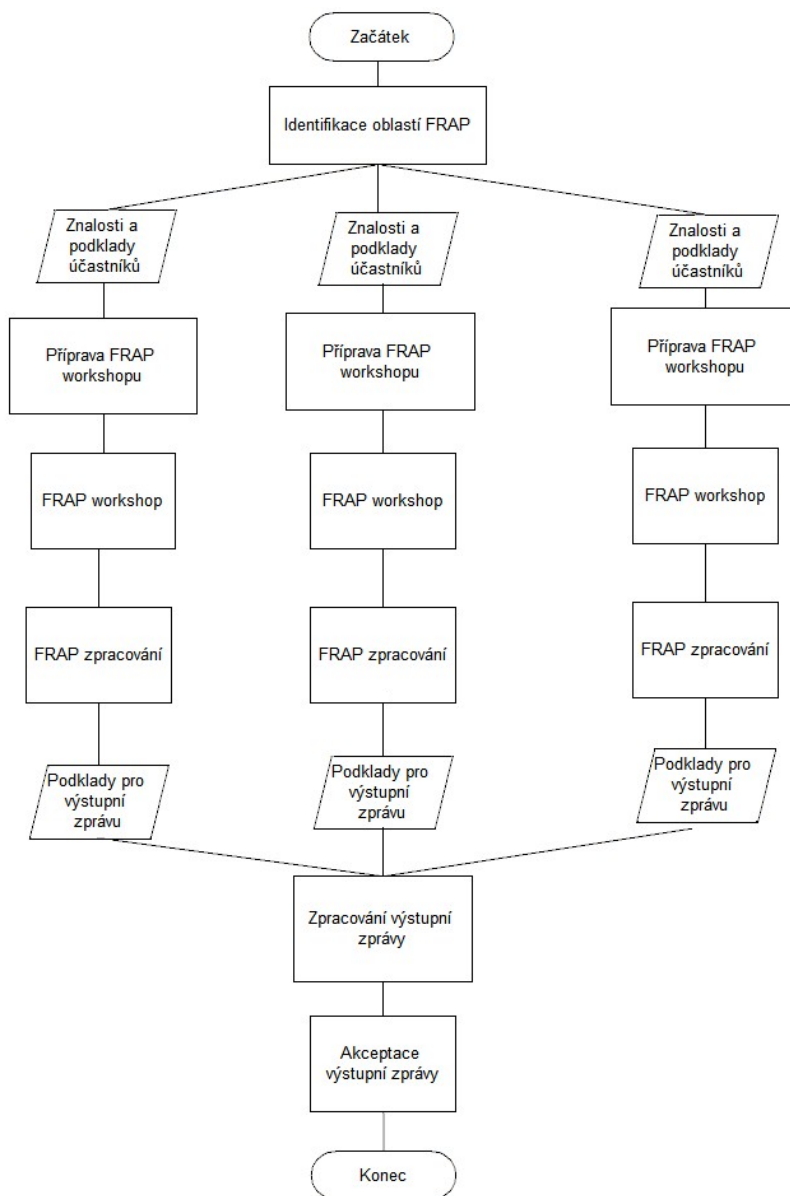 Začátek
Identifikace oblastí FRAP
Znalosti a
podklady
účastníků
Znalosti a
podklady
účastníků
Znalosti a
podklady
účastníků
Příprava FRAP
workshopu
Příprava FRAP
workshopu
Příprava FRAP
workshopu
FRAP workshop
FRAP workshop
FRAP workshop
FRAP zpracování
FRAP zpracování
FRAP zpracování
Podklady pro
výstupní
zprávu
Podklady pro
výstupní
zprávu
Podklady pro
výstupní
zprávu
Zpracování výstupní
zprávy
Akceptace
výstupní zprávy
Konec